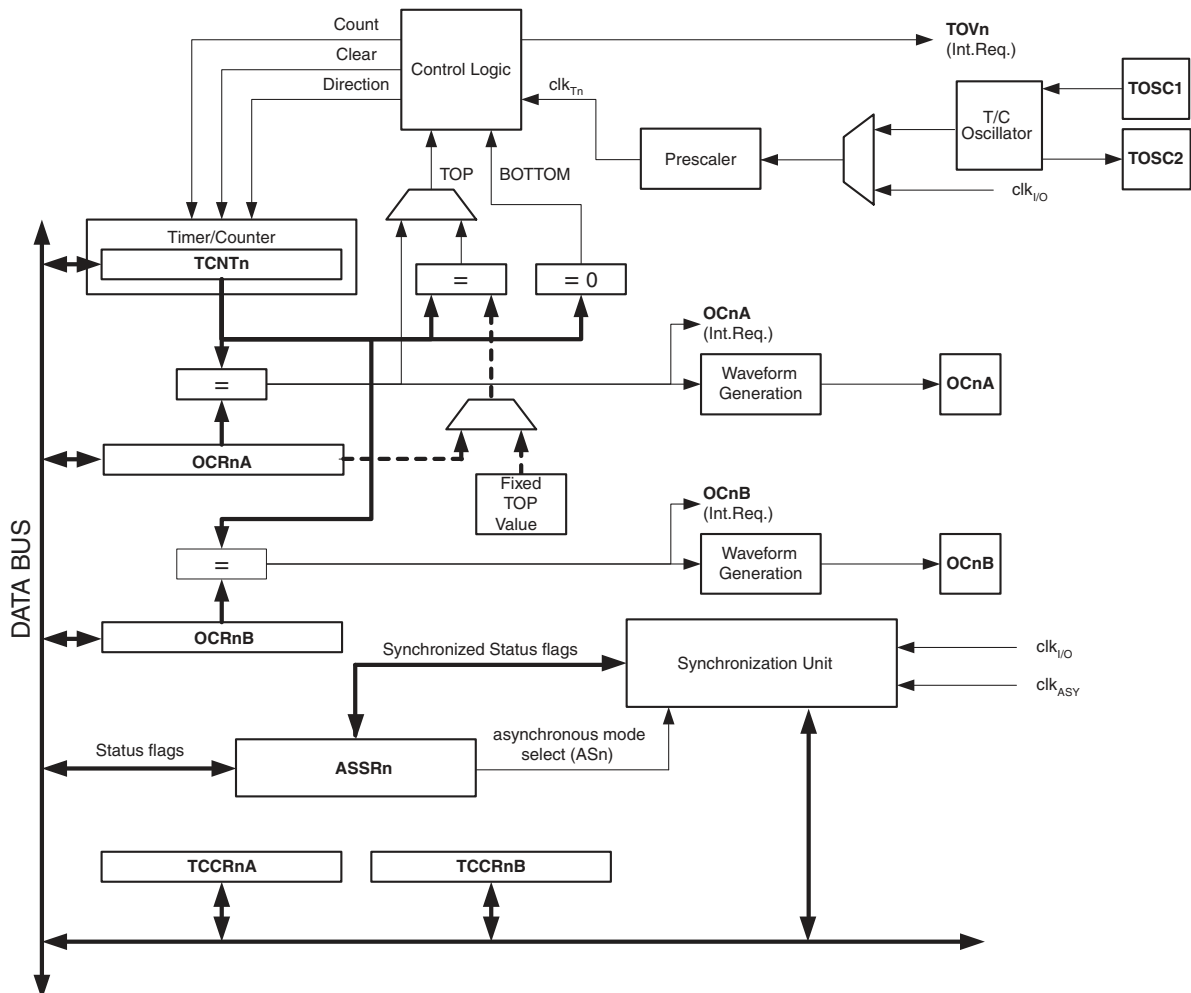 Count
Clear
Direction
Control Logic
TOVn
(Int.Req.)
clkTn
TOSC1
T/C
Oscillator
TOSC2
Prescaler
clkI/O
TOP
BOTTOM
Timer/Counter
TCNTn
=
= 0
OCnA
(Int.Req.)
=
Waveform
Generation
OCnA
OCRnA
Fixed
TOP
Value
OCnB
(Int.Req.)
=
Waveform
Generation
OCnB
DATA BUS
OCRnB
Synchronized Status flags
Synchronization Unit
clkI/O
clkASY
Status flags
ASSRn
asynchronous mode
select (ASn)
TCCRnA
TCCRnB